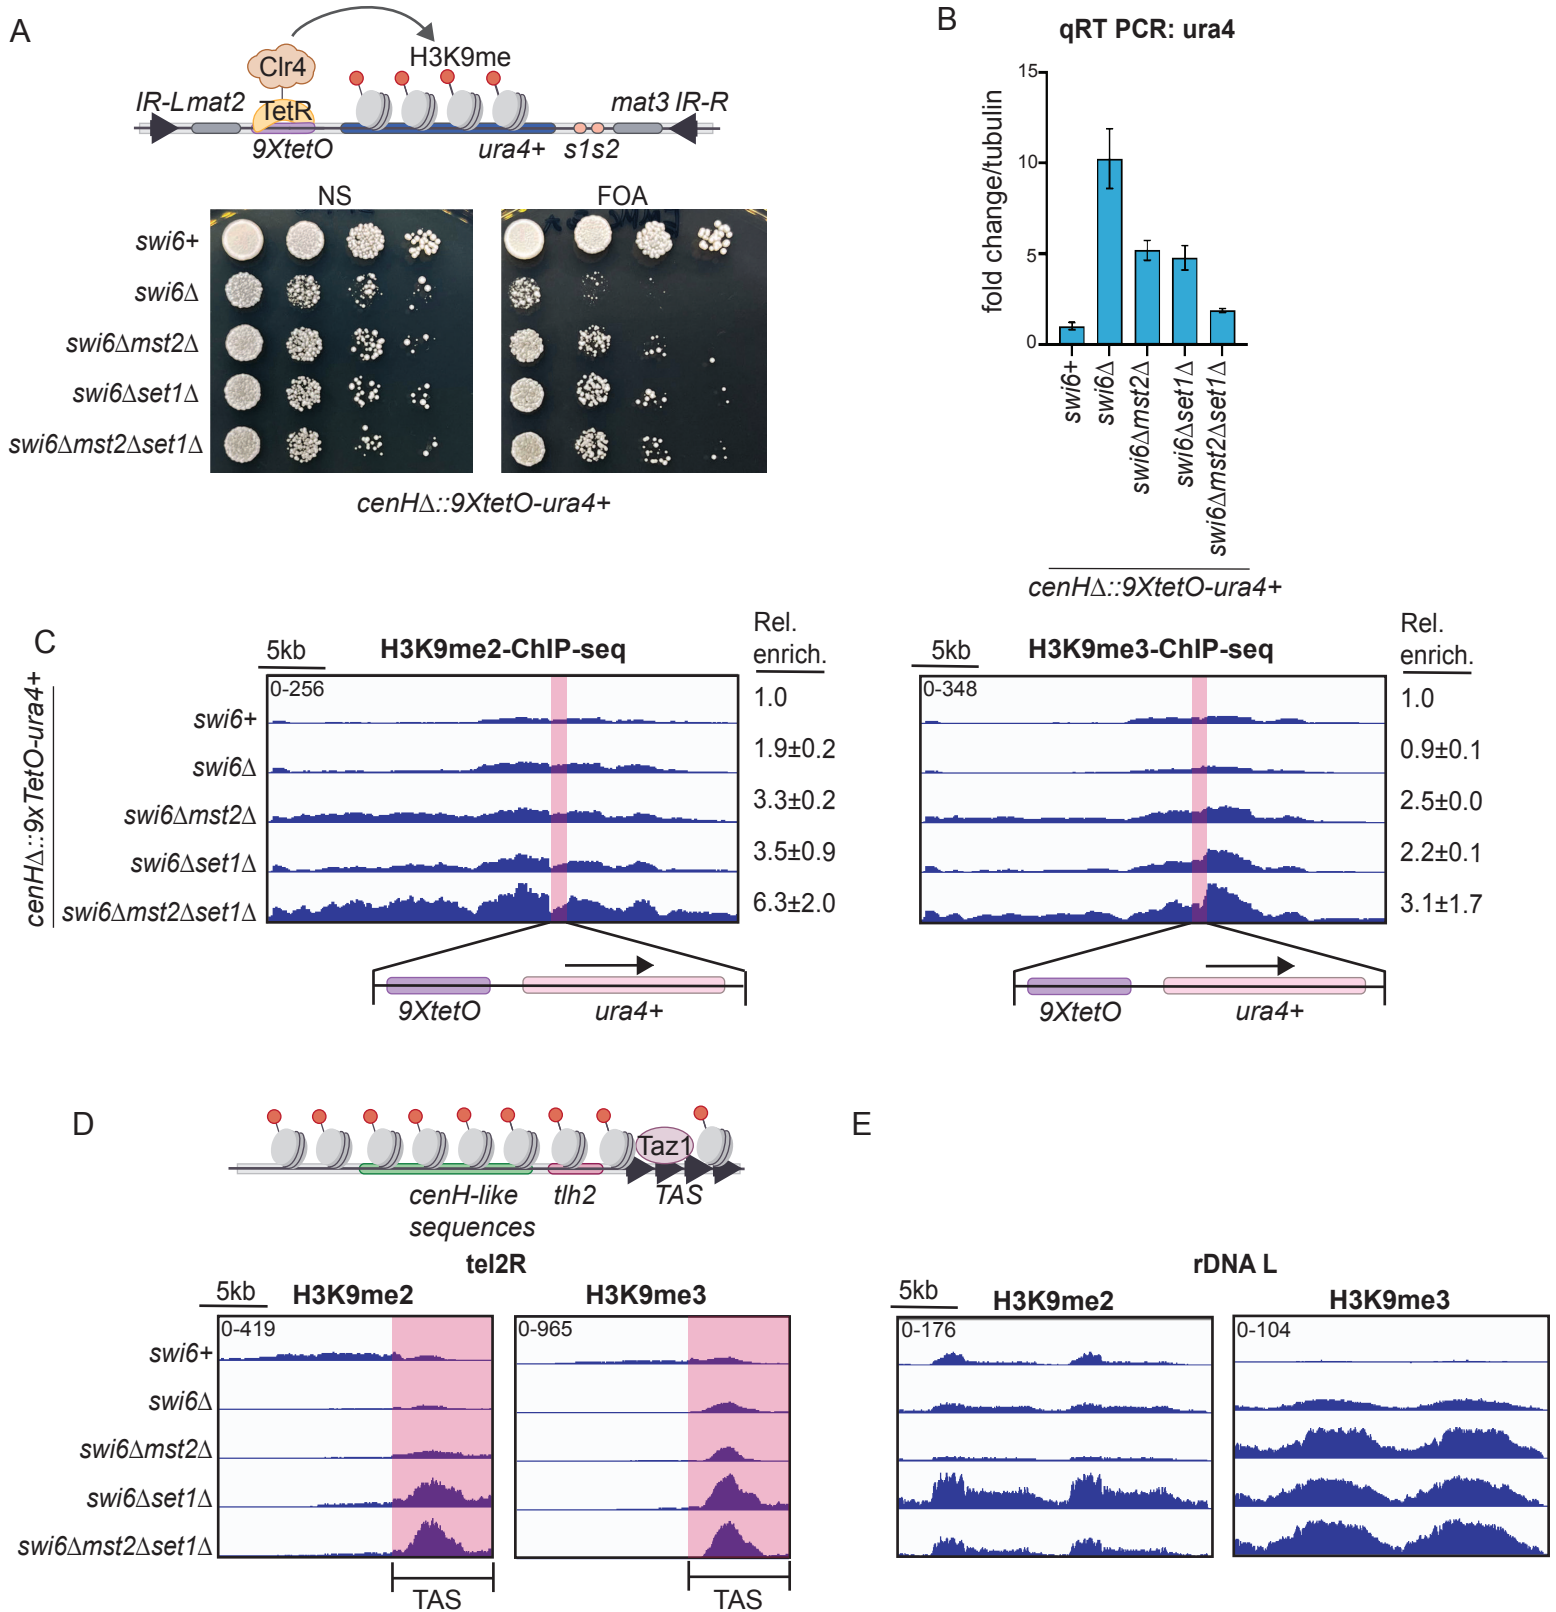 A
Clr4
H3K9me
IR-L mat2
TetR
mat3 IR-R
9XtetO
ura4+
s1s2
NS
FOA
swi6+
swi6Δ
swi6Δmst2Δ
swi6Δset1Δ
swi6Δmst2Δset1Δ
cenHΔ::9XtetO-ura4+
B
qRT PCR: ura4
fold change/tubulin
15
10
5
0
swi6+
swi6Δ
swi6Δmst2Δ
swi6Δset1Δ
swi6Δmst2Δset1Δ
cenHΔ::9XtetO-ura4+
C
cenHΔ::9xTetO-ura4+
5kb
H3K9me2-ChIP-seq
Rel.
enrich.
0-256
swi6+
1.0
swi6Δ
1.9±0.2
swi6Δmst2Δ
3.3±0.2
swi6Δset1Δ
3.5±0.9
swi6Δmst2Δset1Δ
6.3±2.0
9XtetO
ura4+
5kb
H3K9me3-ChIP-seq
Rel.
enrich.
0-348
1.0
0.9±0.1
2.5±0.0
2.2±0.1
3.1±1.7
9XtetO
ura4+
D
Taz1
cenH-like
sequences
tlh2
TAS
tel2R
5kb
H3K9me2
H3K9me3
0-419
0-965
swi6+
swi6Δ
swi6Δmst2Δ
swi6Δset1Δ
swi6Δmst2Δset1Δ
TAS
TAS
E
rDNA L
5kb
H3K9me2
H3K9me3
0-176
0-104